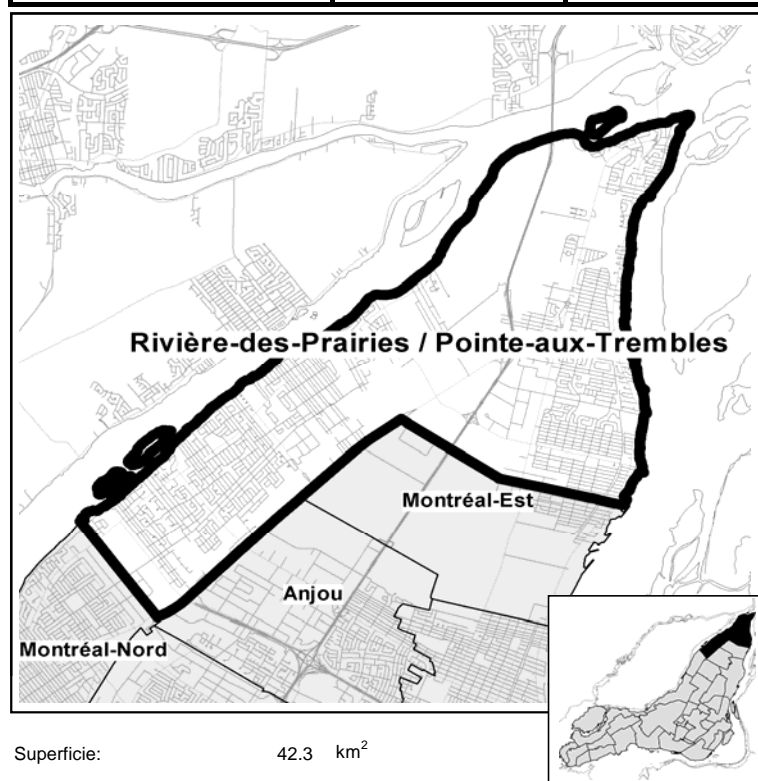 Rivière-des-Prairies / Pointe-aux-Trembles
Montréal-Est
Anjou
Montréal-Nord
Superficie: 42.3 km²